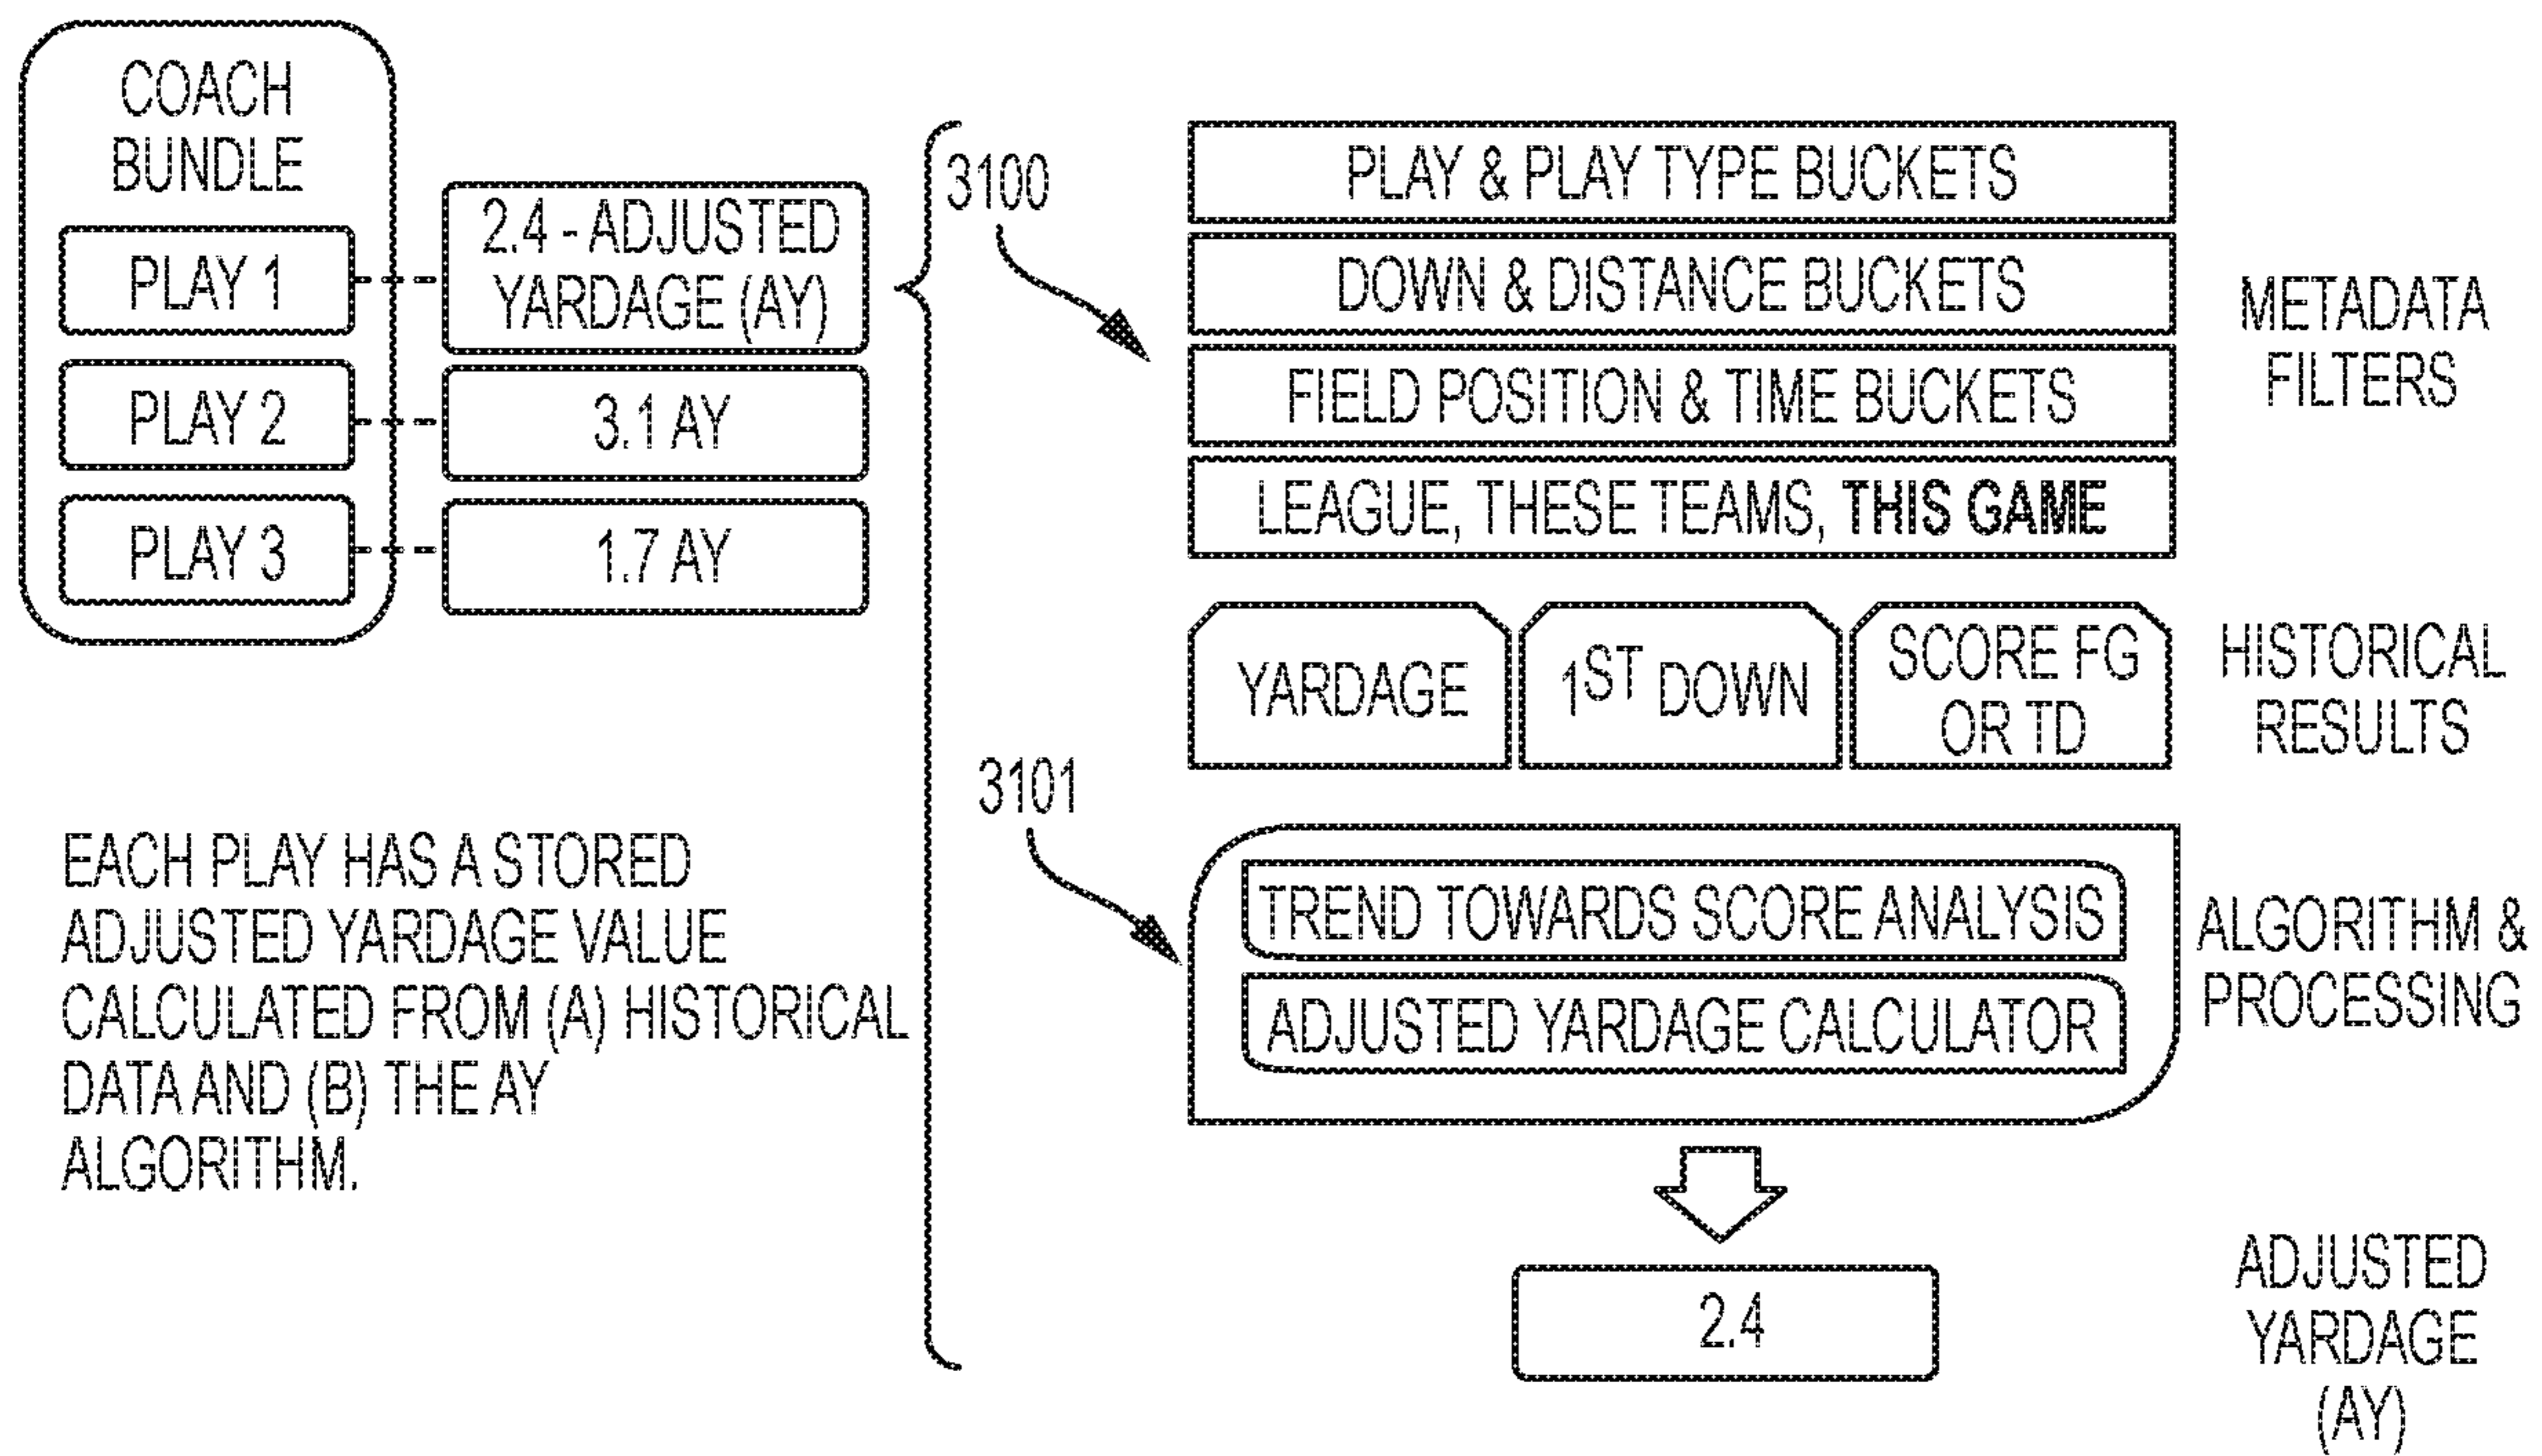 COACH
BUNDLE
PLAY 1
PLAY 2
PLAY 3
2.4 - ADJUSTED
YARDAGE (AY)
3.1 AY
1.7 AY
EACH PLAY HAS A STORED
ADJUSTED YARDAGE VALUE
CALCULATED FROM (A) HISTORICAL
DATA AND (B) THE AY
ALGORITHM.
3100
3101
PLAY & PLAY TYPE BUCKETS
DOWN & DISTANCE BUCKETS
FIELD POSITION & TIME BUCKETS
LEAGUE, THESE TEAMS, THIS GAME
METADATA
FILTERS
YARDAGE
1ST DOWN
SCORE FG
OR TD
HISTORICAL
RESULTS
TREND TOWARDS SCORE ANALYSIS
ADJUSTED YARDAGE CALCULATOR
ALGORITHM &
PROCESSING
2.4
ADJUSTED
YARDAGE
(AY)